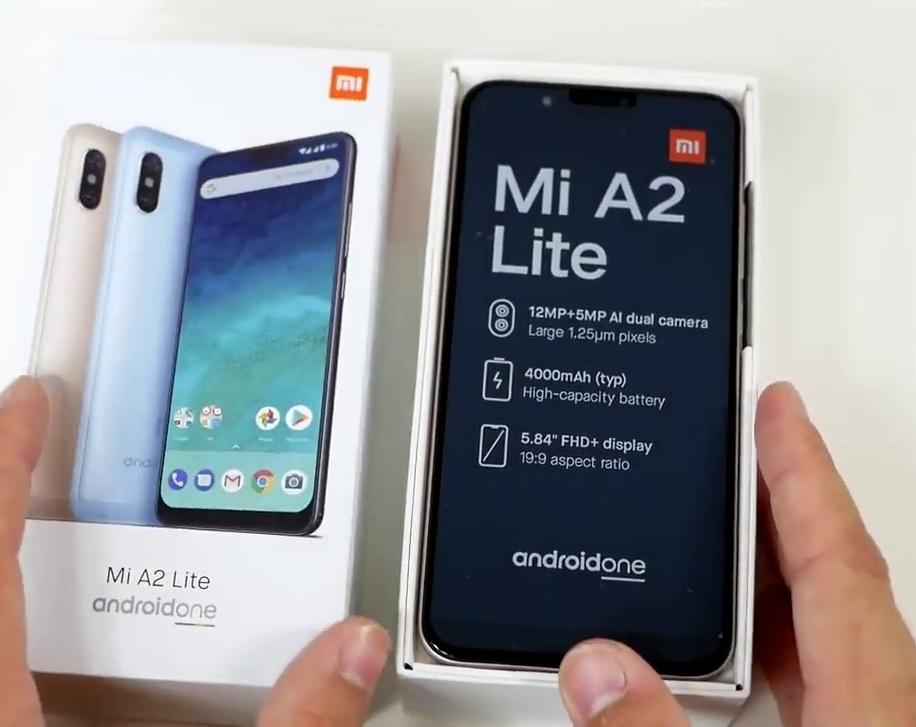 mi
andr
Mi A2 Lite
androidone
mi
Mi A2
Lite
12MP+5MP AI dual camera
Large 1.25μm pixels
4000mAh (typ)
High-capacity battery
5.84" FHD+ display
19:9 aspect ratio
androidone